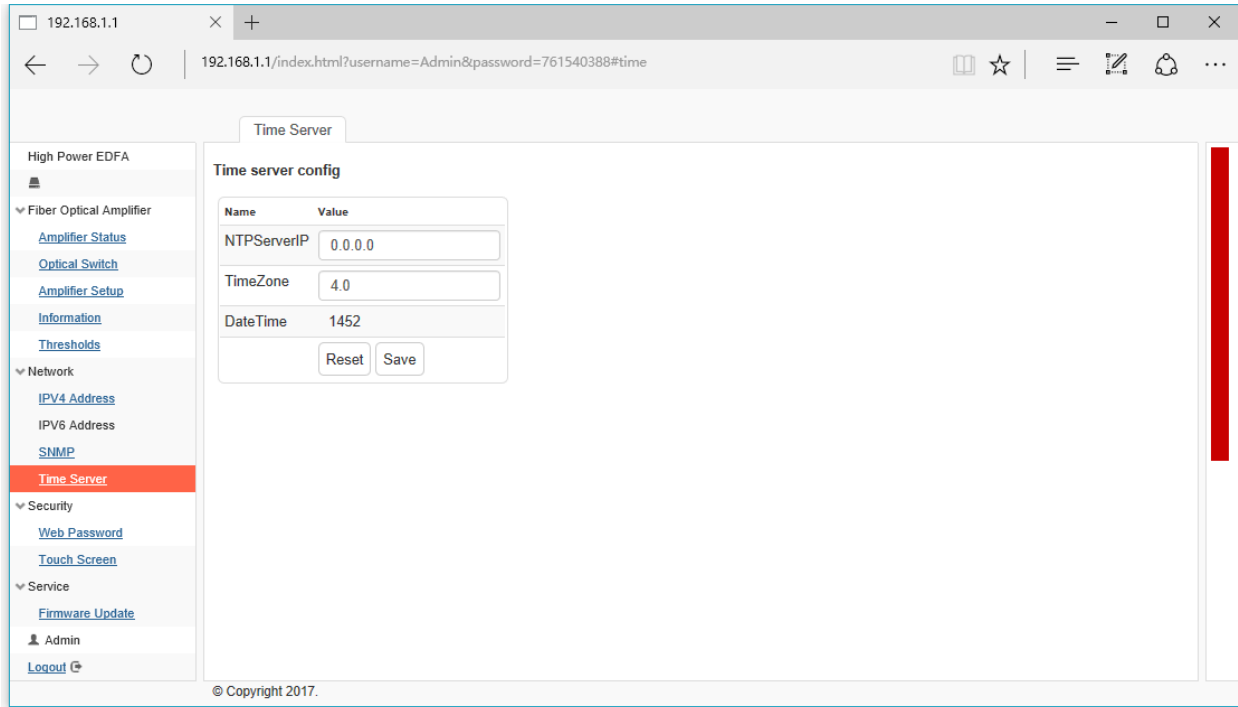 192.168.1.1
192.168.1.1/index.html?username=Admin&password=761540388#time
Time Server
High Power EDFA
Fiber Optical Amplifier
Amplifier Status
Optical Switch
Amplifier Setup
Information
Thresholds
Network
IPV4 Address
IPV6 Address
SNMP
Time Server
Security
Web Password
Touch Screen
Service
Firmware Update
Admin
Logout
Time server config
Name Value
NTPServerIP 0.0.0.0
TimeZone 4.0
DateTime 1452
Reset Save
© Copyright 2017.